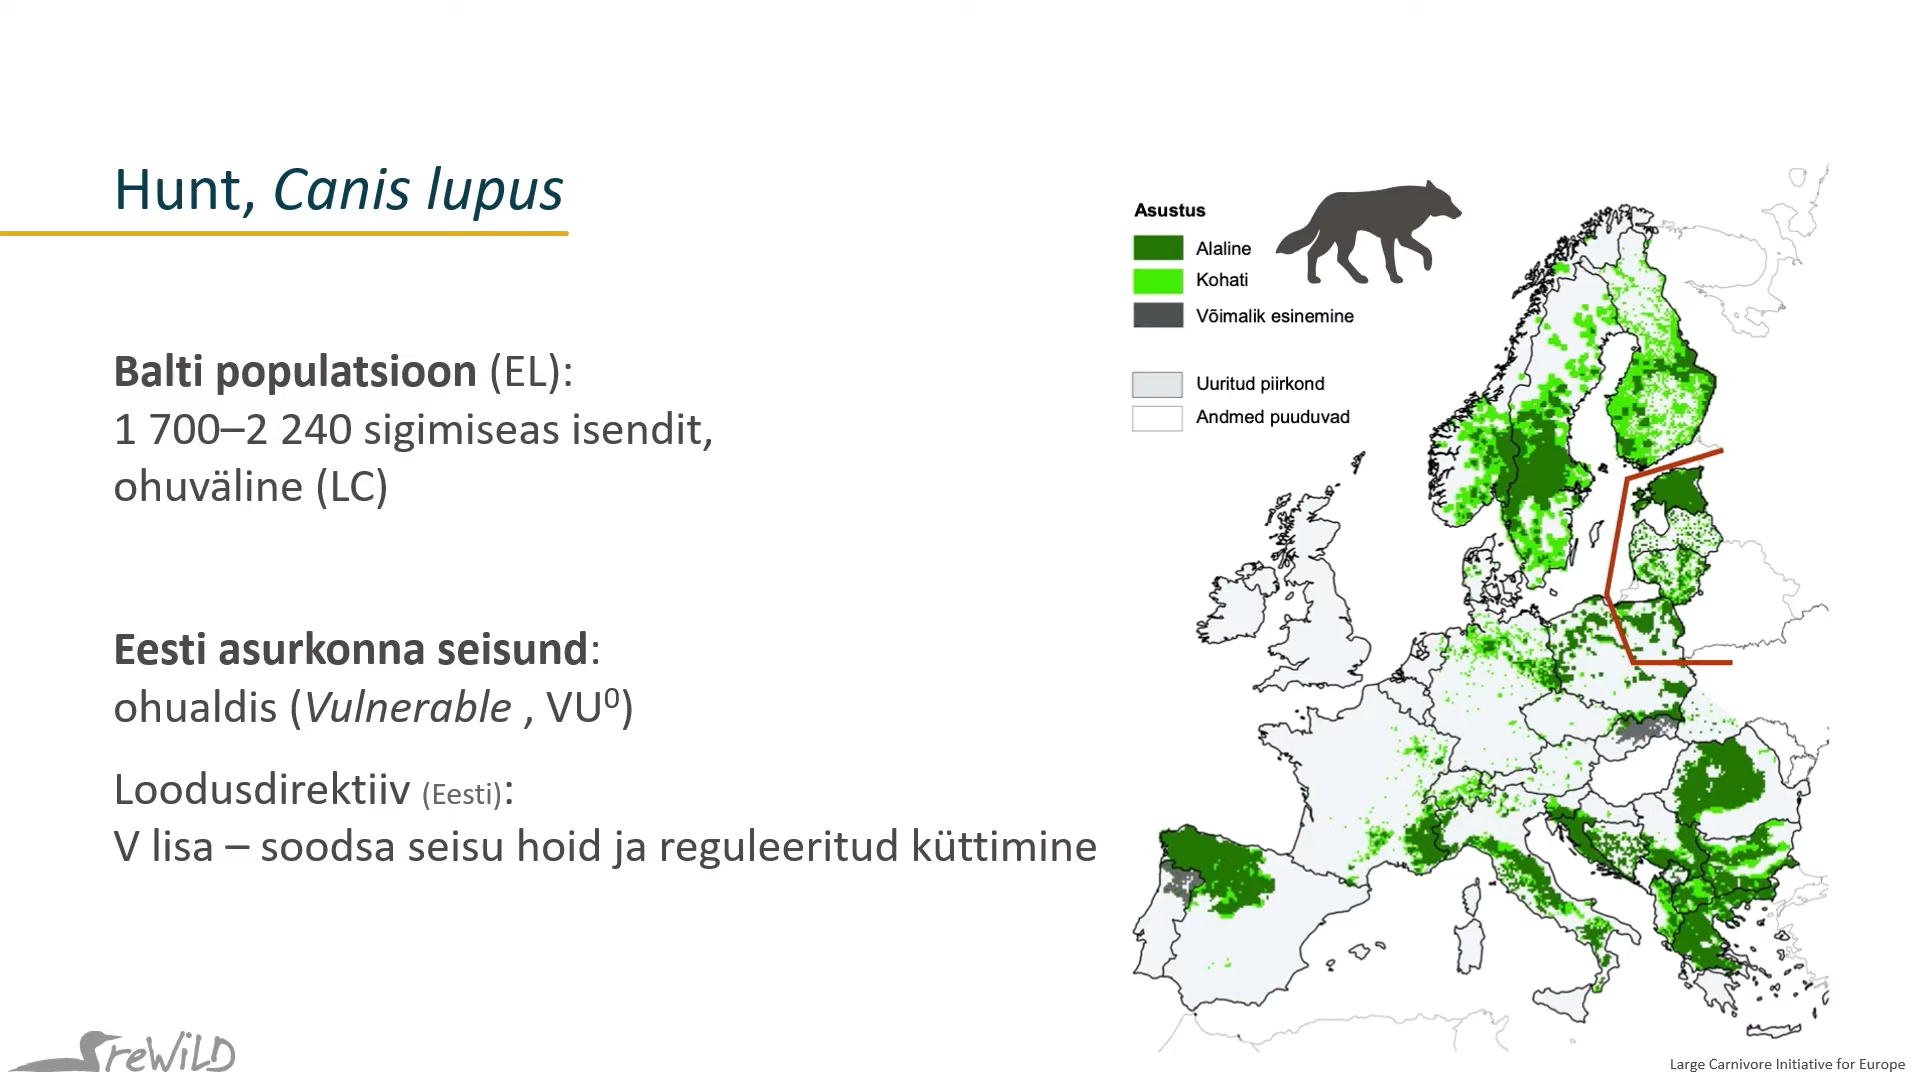 Hunt, Canis lupus
Balti populatsioon (EL):
1 700–2 240 sigimiseas isendit,
ohuväline (LC)
Eesti asurkonna seisund:
ohualdis (Vulnerable , VU⁰)
Loodusdirektiiv (Eesti):
V lisa – soodsa seisu hoid ja reguleeritud küttimine
Asustus
Alaline
Kohati
Võimalik esinemine
Uuritud piirkond
Andmed puuduvad
reWiLD
Large Carnivore Initiative for Europe